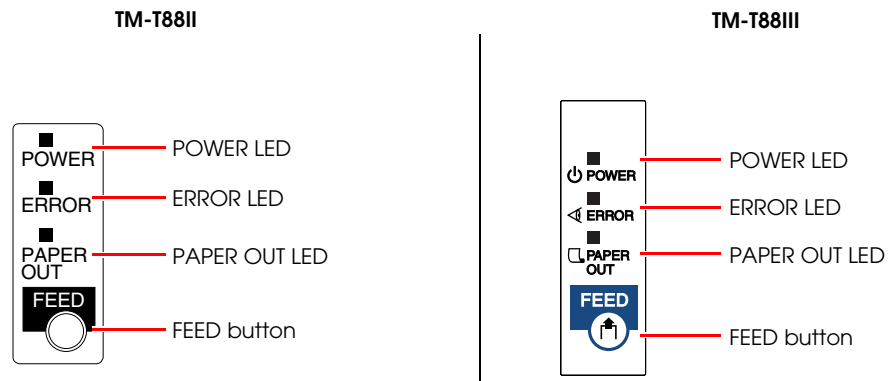 TM-T88II
POWER
ERROR
PAPER
OUT
FEED
POWER LED
ERROR LED
PAPER OUT LED
FEED button
TM-T88III
POWER
ERROR
PAPER
OUT
FEED
POWER LED
ERROR LED
PAPER OUT LED
FEED button